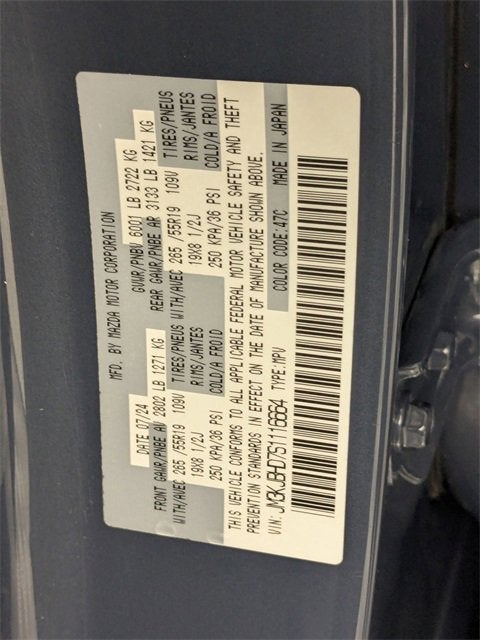 MFD. BY MAZDA MOTOR CORPORATION
DATE 07/24 GVWR/PNBV 6001 LB 2722 KG
FRONT GAWR/PNBE AV 2802 LB 1271 KG REAR GAWR/PNBE AR 3133 LB 1421 KG
WITH/AVEC 265 /55R19 109V TIRES/PNEUS WITH/AVEC 265 /55R19 109V TIRES/PNEUS
19X8 1/2J RIMS/JANTES 19X8 1/2J RIMS/JANTES
250 KPA/36 PSI COLD/A FROID 250 KPA/36 PSI COLD/A FROID
THIS VEHICLE CONFORMS TO ALL APPLICABLE FEDERAL MOTOR VEHICLE SAFETY AND THEFT
PREVENTION STANDARDS IN EFFECT ON THE DATE OF MANUFACTURE SHOWN ABOVE.
VIN: JM3KJBHD7S1116664 TYPE:MPV COLOR CODE:47C MADE IN JAPAN